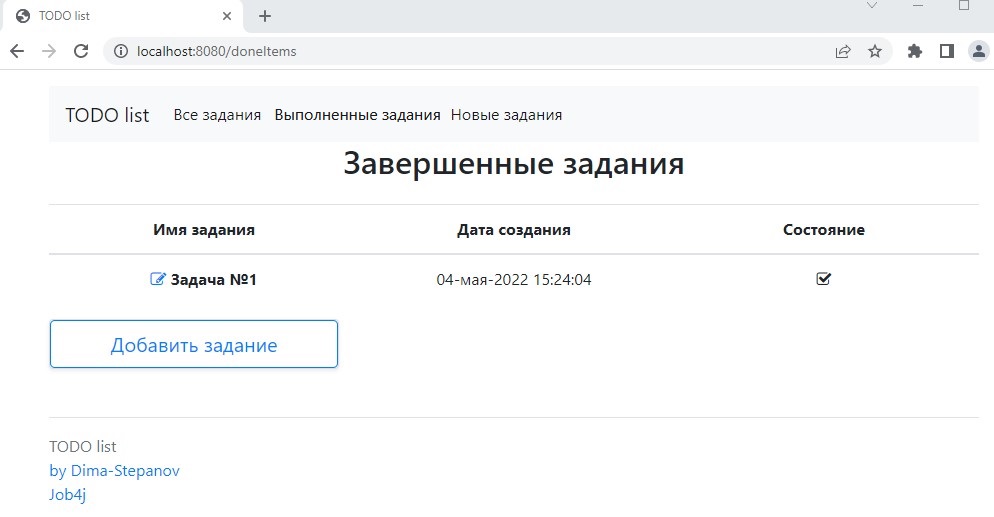 TODO list
localhost:8080/doneItems
TODO list Все задания Выполненные задания Новые задания
Завершенные задания
Имя задания Дата создания Состояние
Задача №1 04-мая-2022 15:24:04
Добавить задание
TODO list
by Dima-Stepanov
Job4j